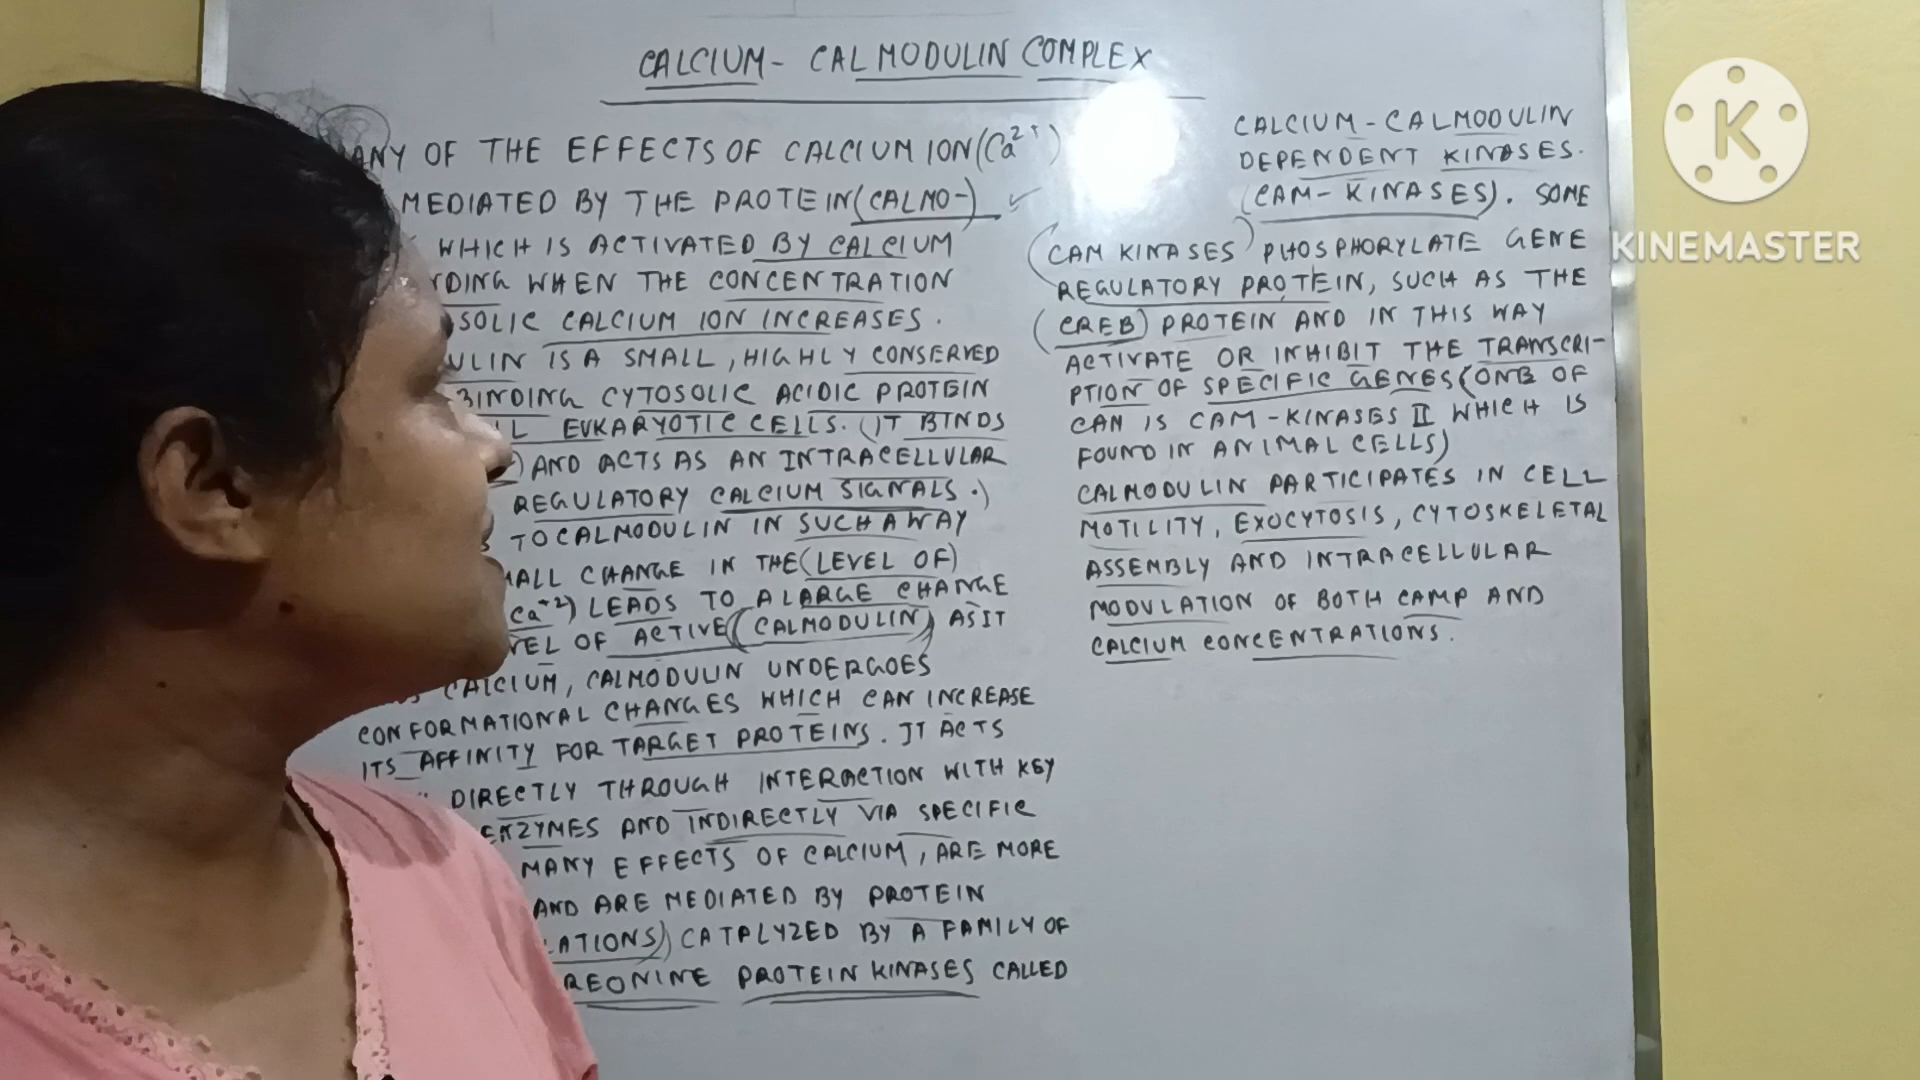 CALCIUM - CALMODULIN COMPLEX
ANY OF THE EFFECTS OF CALCIUM ION (Ca²⁺)
MEDIATED BY THE PROTEIN (CALMO-)
WHICH IS ACTIVATED BY CALCIUM
DING WHEN THE CONCENTRATION
SOLIC CALCIUM ION INCREASES.
ULIN IS A SMALL, HIGHLY CONSERVED
BINDING CYTOSOLIC ACIDIC PROTEIN
LL EUKARYOTIC CELLS. (IT BINDS
) AND ACTS AS AN INTRACELLULAR
REGULATORY CALCIUM SIGNALS.)
TO CALMODULIN IN SUCH A WAY
ALL CHANGE IN THE (LEVEL OF)
Ca⁺²) LEADS TO A LARGE CHANGE
VEL OF ACTIVE (CALMODULIN) AS IT
CALCIUM, CALMODULIN UNDERGOES
CONFORMATIONAL CHANGES WHICH CAN INCREASE
ITS AFFINITY FOR TARGET PROTEINS. IT ACTS
DIRECTLY THROUGH INTERACTION WITH KEY
ENZYMES AND INDIRECTLY VIA SPECIFIC
MANY EFFECTS OF CALCIUM, ARE MORE
AND ARE MEDIATED BY PROTEIN
LATIONS) CATALYZED BY A FAMILY OF
REONINE PROTEIN KINASES CALLED
CALCIUM - CALMODULIN
DEPENDENT KINASES.
(CAM - KINASES). SOME
(CAM KINASES) PHOSPHORYLATE GENE
REGULATORY PROTEIN, SUCH AS THE
(CREB) PROTEIN AND IN THIS WAY
ACTIVATE OR INHIBIT THE TRANSCRI-
PTION OF SPECIFIC GENES (ONE OF
CAM IS CAM - KINASES II WHICH IS
FOUND IN ANIMAL CELLS)
CALMODULIN PARTICIPATES IN CELL
MOTILITY, EXOCYTOSIS, CYTOSKELETAL
ASSEMBLY AND INTRACELLULAR
MODULATION OF BOTH CAMP AND
CALCIUM CONCENTRATIONS.
K
KINEMASTER